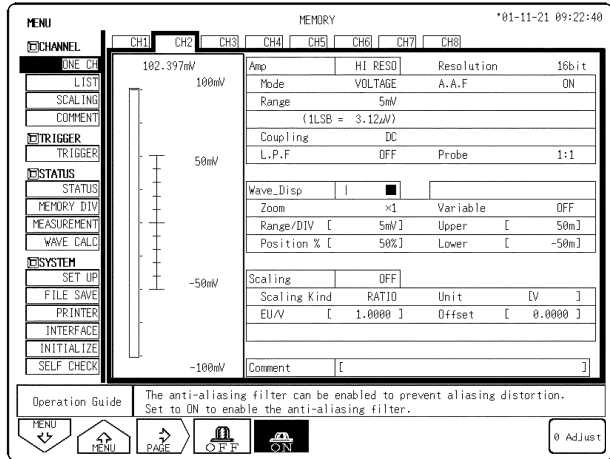 MENU
MEMORY
'01-11-21 09:22:40
CH1 CH2 CH3 CH4 CH5 CH6 CH7 CH8
CHANNEL
ONE CH
LIST
SCALING
COMMENT
TRIGGER
TRIGGER
STATUS
STATUS
MEMORY DIV
MEASUREMENT
WAVE CALC
SYSTEM
SET UP
FILE SAVE
PRINTER
INTERFACE
INITIALIZE
SELF CHECK
102.397mV
100mV
50mV
-50mV
-100mV
Amp HI RESO Resolution 16bit
Mode VOLTAGE A.A.F ON
Range 5mV
(1LSB = 3.12μV)
Coupling DC
L.P.F OFF Probe 1:1
Wave_Disp
Zoom ×1 Variable OFF
Range/DIV [ 5mV] Upper [ 50m]
Position % [ 50%] Lower [ -50m]
Scaling OFF
Scaling Kind RATIO Unit [V ]
EU/V [ 1.0000 ] Offset [ 0.0000 ]
Comment [ ]
Operation Guide
The anti-aliasing filter can be enabled to prevent aliasing distortion.
Set to ON to enable the anti-aliasing filter.
MENU
MENU
PAGE
OFF
ON
0 Adjust